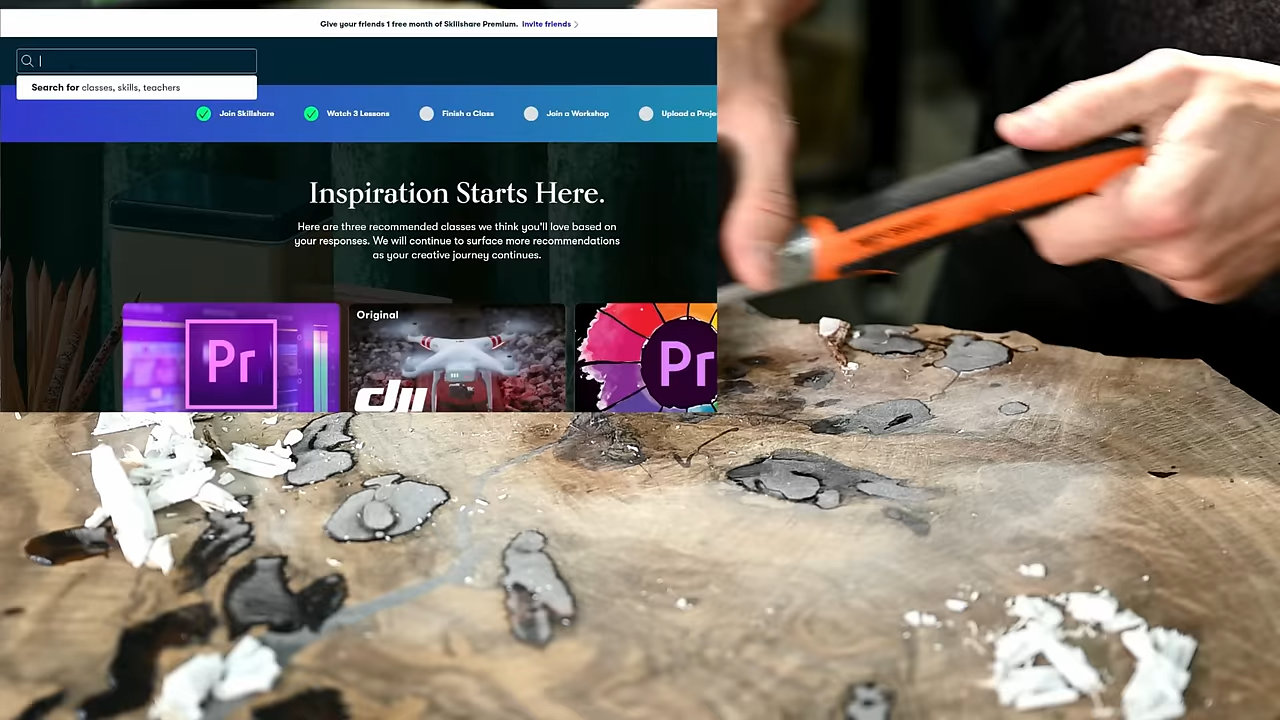 Give your friends 1 free month of Skillshare Premium. Invite friends
Search for classes, skills, teachers
Join Skillshare
Watch 3 Lessons
Finish a Class
Join a Workshop
Upload a Proje
Inspiration Starts Here.
Here are three recommended classes we think you'll love based on
your responses. We will continue to surface more recommendations
as your creative journey continues.
Pr
Original
dji
Pr